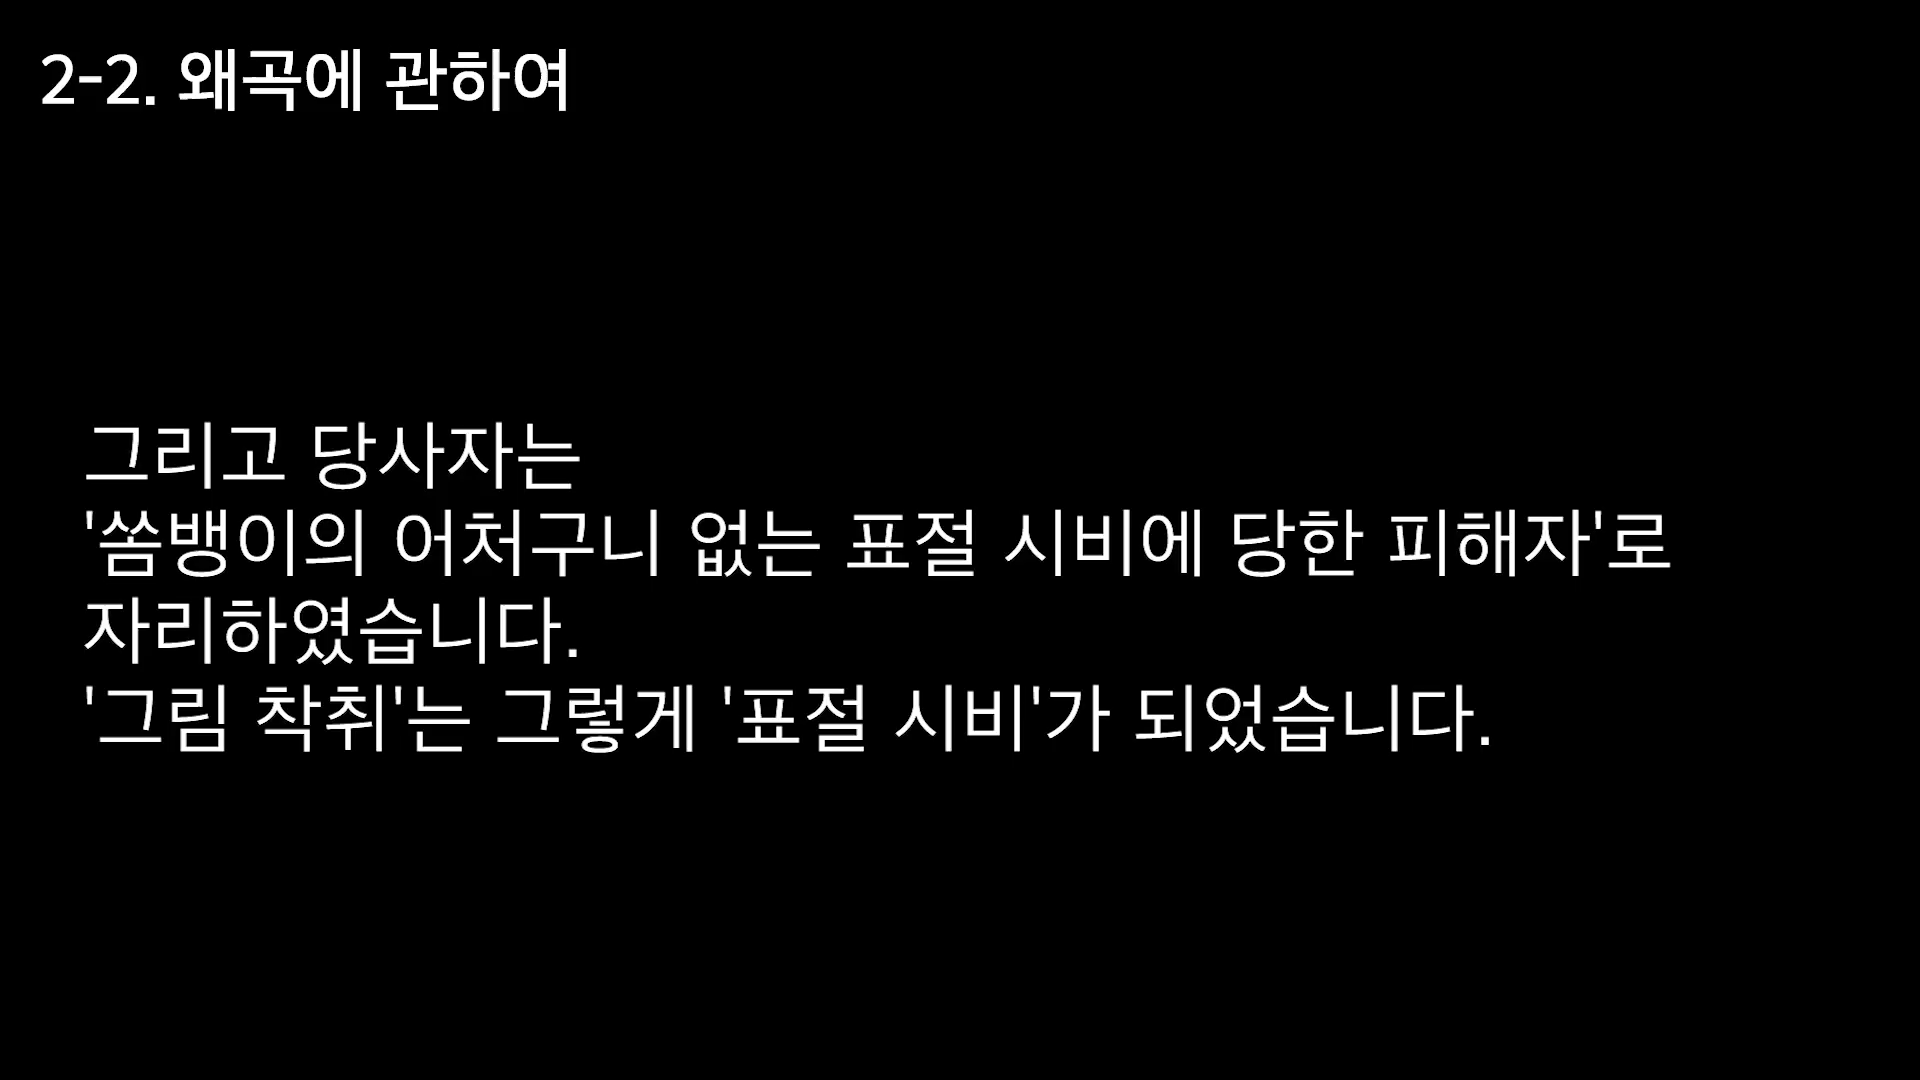 2-2. 왜곡에 관하여
그리고 당사자는
'쏨뱅이의 어처구니 없는 표절 시비에 당한 피해자'로
자리하였습니다.
'그림 착취'는 그렇게 '표절 시비'가 되었습니다.